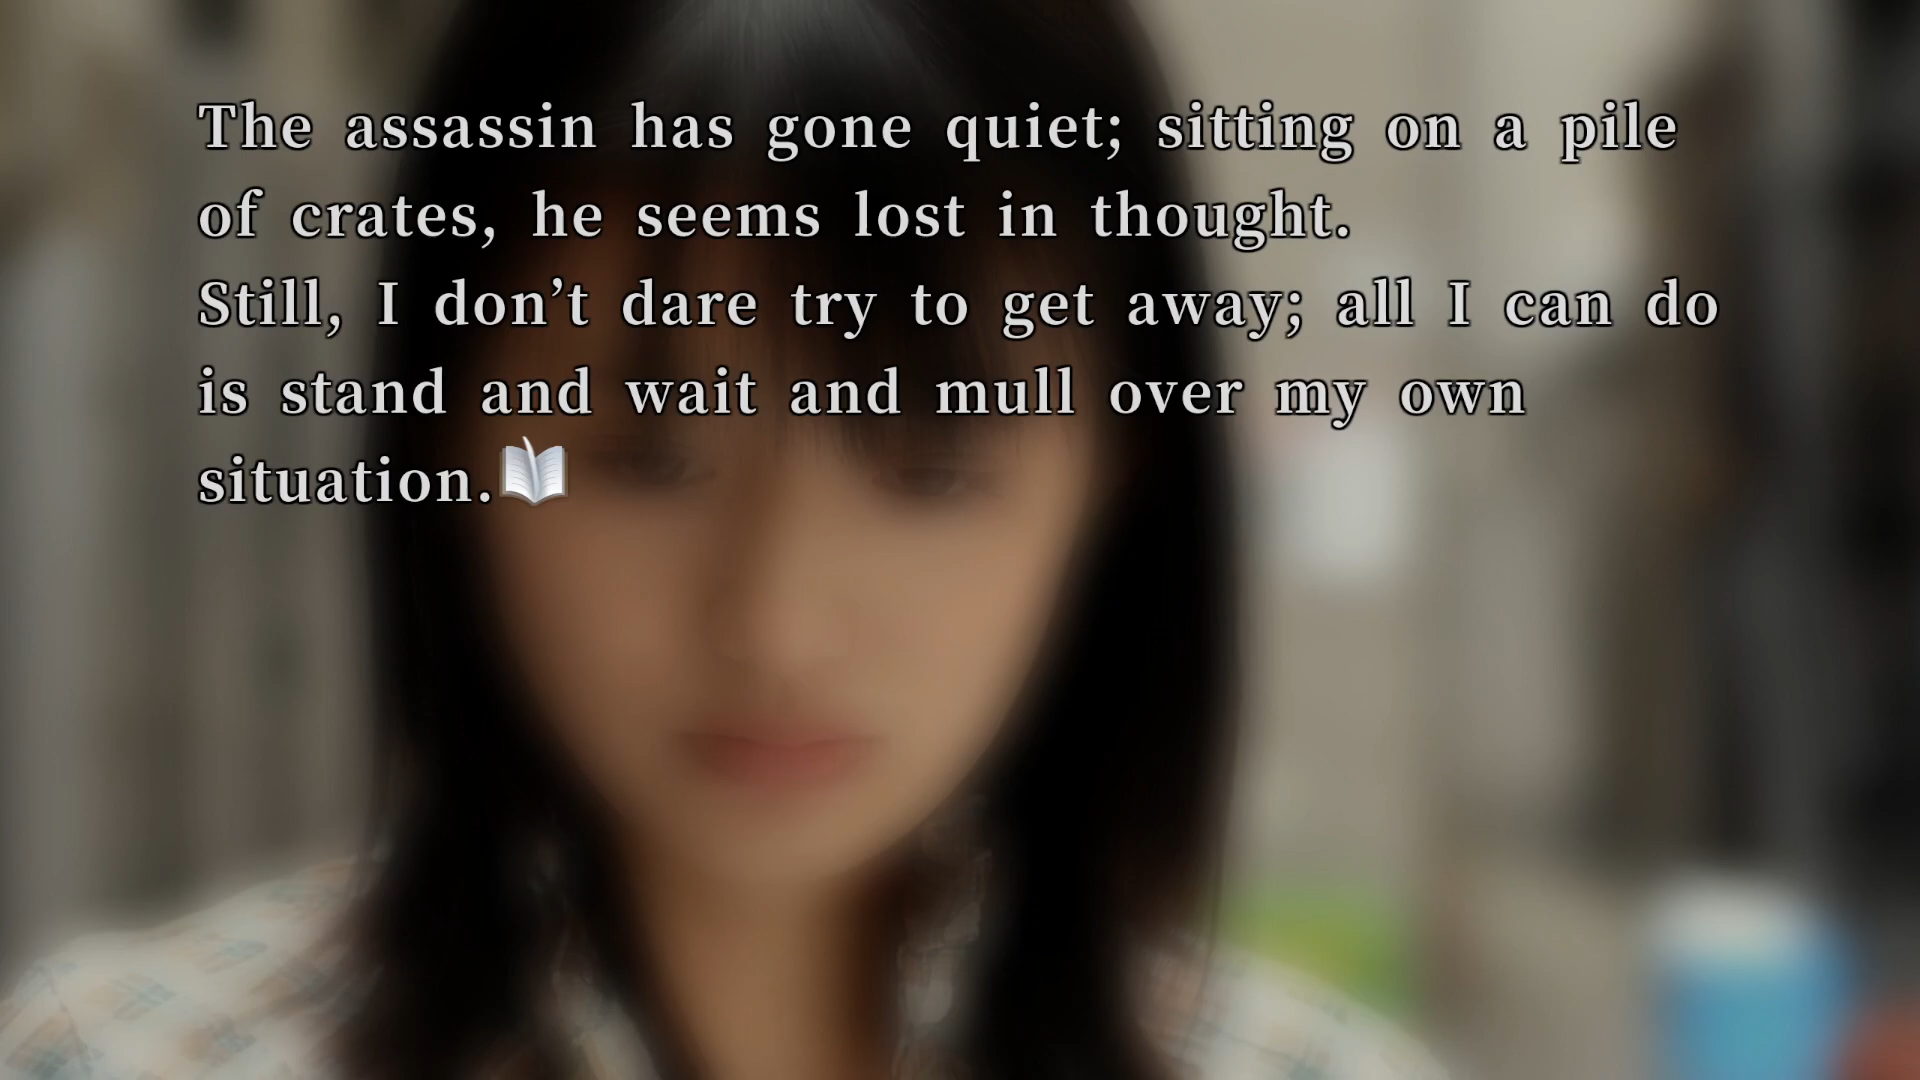 The assassin has gone quiet; sitting on a pile
of crates, he seems lost in thought.
Still, I don’t dare try to get away; all I can do
is stand and wait and mull over my own
situation.